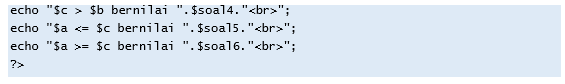 echo "$c > $b bernilai ".$soal4."<br>";
echo "$a <= $c bernilai ".$soal5."<br>";
echo "$a >= $c bernilai ".$soal6."<br>";
?>